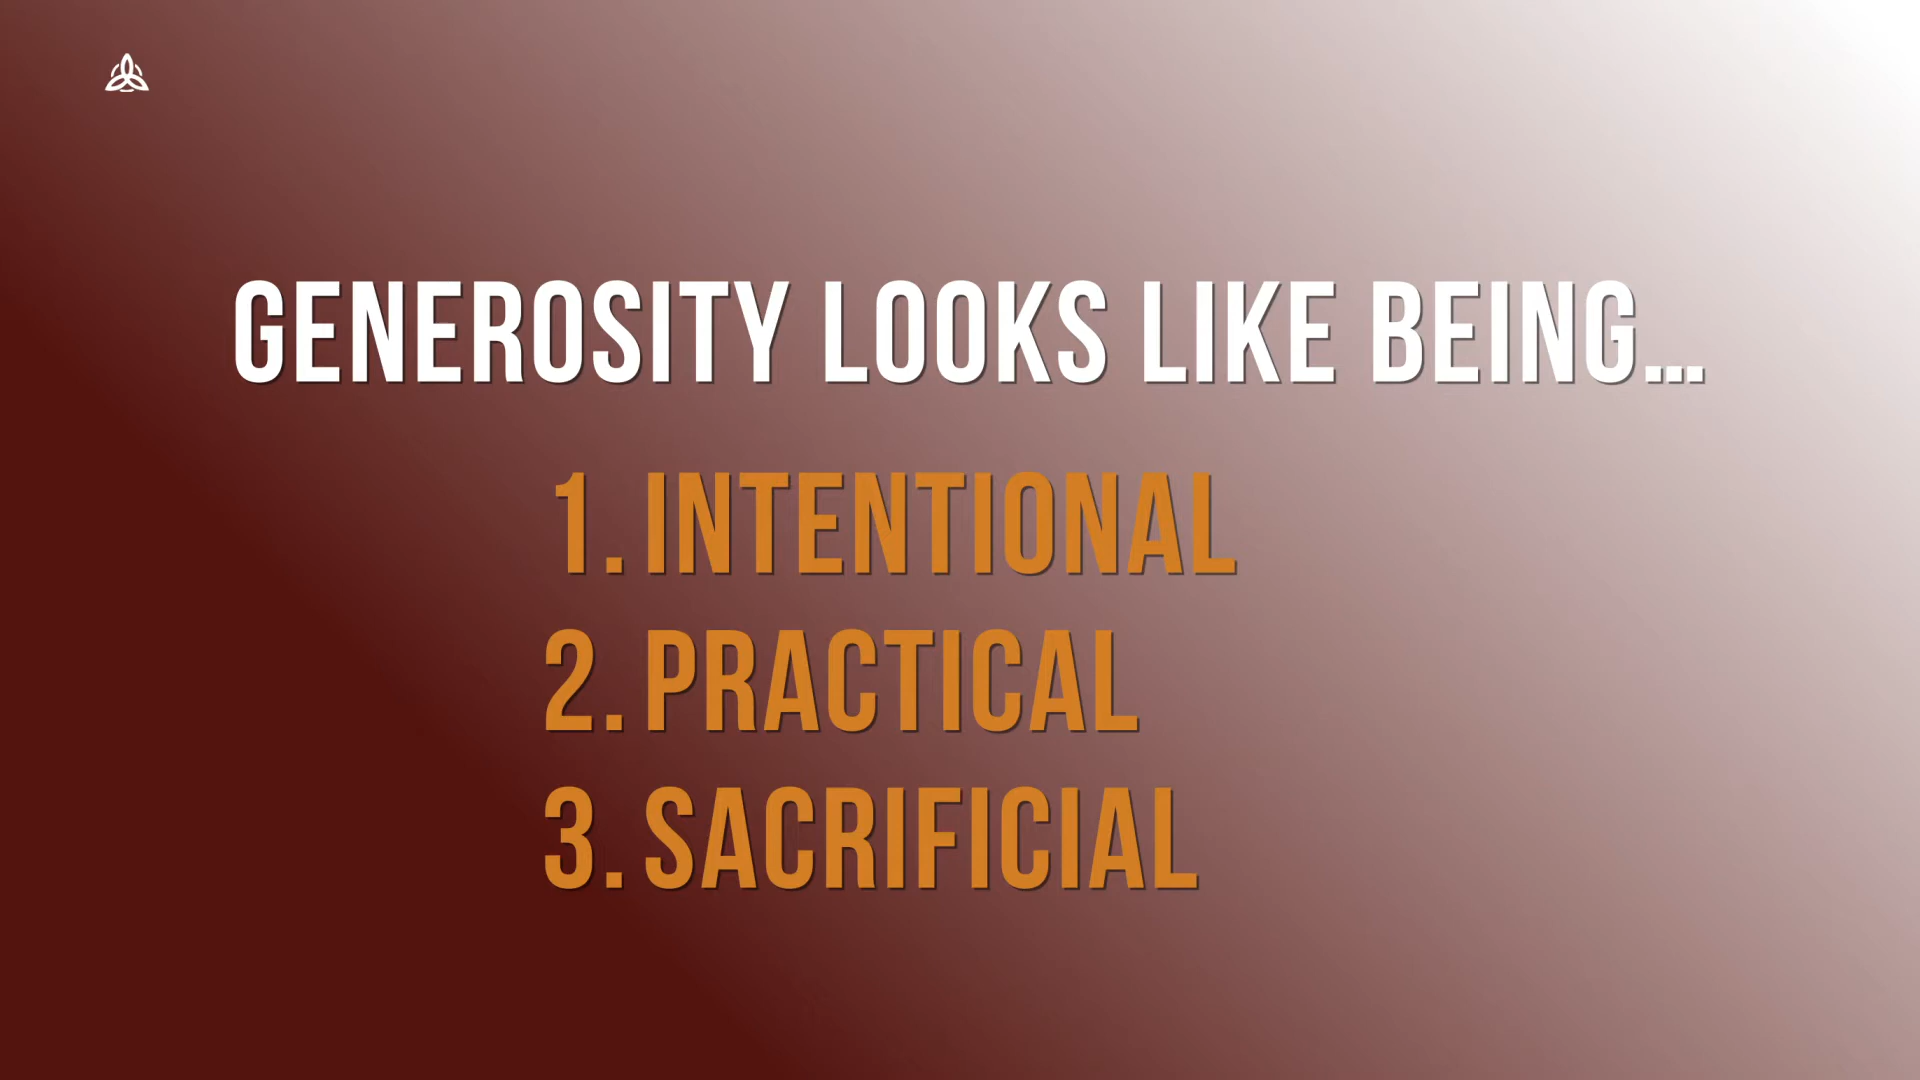 GENEROSITY LOOKS LIKE BEING...
1. INTENTIONAL
2. PRACTICAL
3. SACRIFICIAL